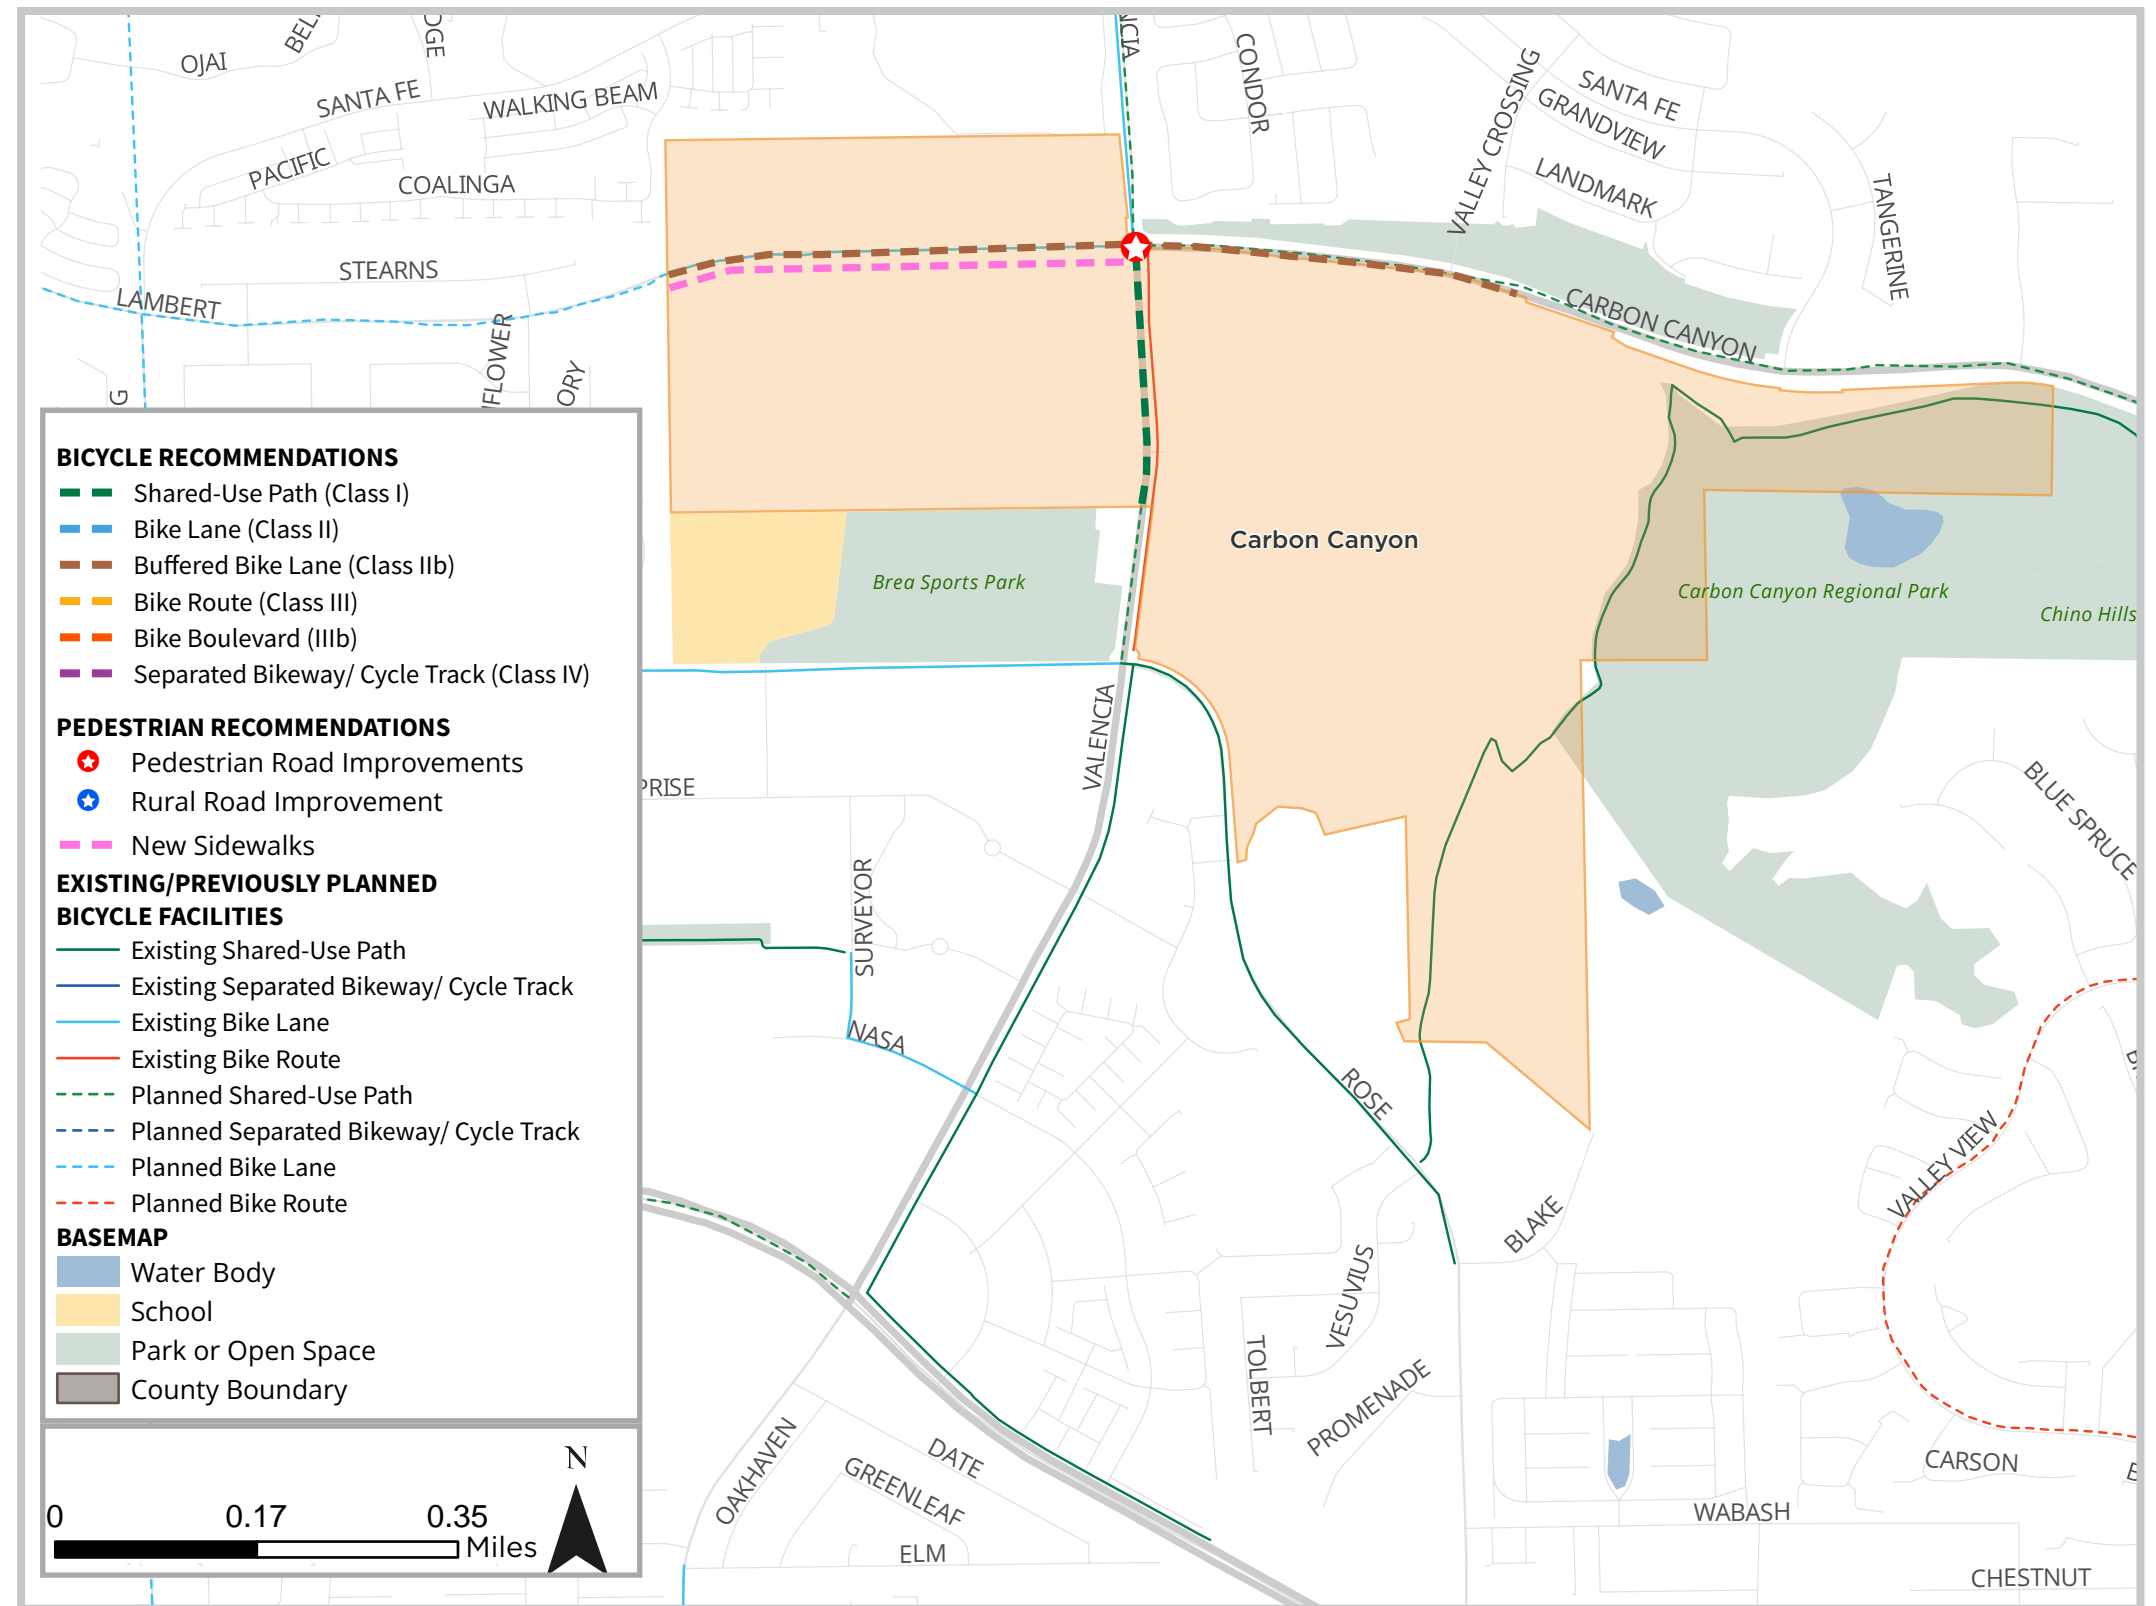 OJAI
SANTA FE
WALKING BEAM
PACIFIC
COALINGA
STEARNS
LAMBERT
CONDOR
VALLEY CROSSING
SANTA FE
GRANDVIEW
LANDMARK
TANGERINE
CARBON CANYON
Carbon Canyon
Brea Sports Park
Carbon Canyon Regional Park
Chino Hills
VALENCIA
SURVEYOR
NASA
ROSE
BLAKE
VESUVIUS
TOLBERT
PROMENADE
BLUE SPRUCE
VALLEY VIEW
CARSON
WABASH
CHESTNUT
OAKHAVEN
DATE
GREENLEAF
ELM
BICYCLE RECOMMENDATIONS
Shared-Use Path (Class I)
Bike Lane (Class II)
Buffered Bike Lane (Class IIb)
Bike Route (Class III)
Bike Boulevard (IIIb)
Separated Bikeway/ Cycle Track (Class IV)
PEDESTRIAN RECOMMENDATIONS
Pedestrian Road Improvements
Rural Road Improvement
New Sidewalks
EXISTING/PREVIOUSLY PLANNED
BICYCLE FACILITIES
Existing Shared-Use Path
Existing Separated Bikeway/ Cycle Track
Existing Bike Lane
Existing Bike Route
Planned Shared-Use Path
Planned Separated Bikeway/ Cycle Track
Planned Bike Lane
Planned Bike Route
BASEMAP
Water Body
School
Park or Open Space
County Boundary
N
0 0.17 0.35
Miles